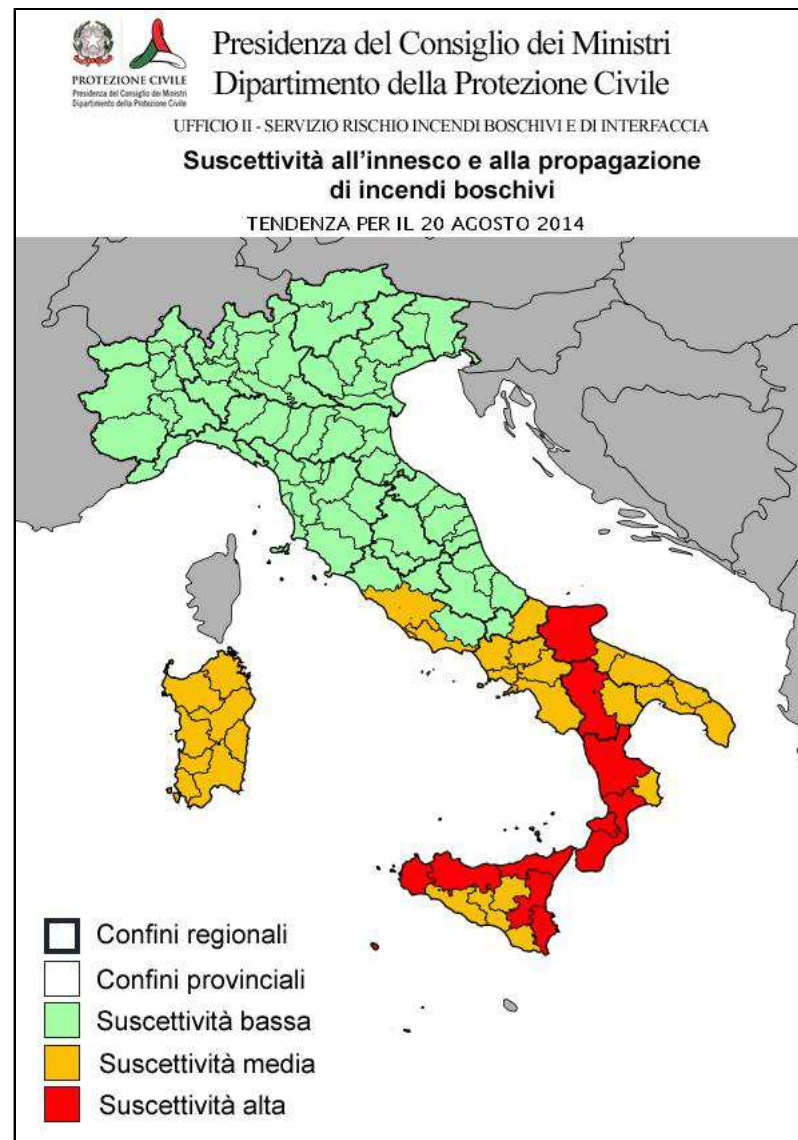 PROTEZIONE CIVILE
Presidenza del Consiglio dei Ministri
Dipartimento della Protezione Civile
Presidenza del Consiglio dei Ministri
Dipartimento della Protezione Civile
UFFICIO II - SERVIZIO RISCHIO INCENDI BOSCHIVI E DI INTERFACCIA
Suscettività all'innesco e alla propagazione
di incendi boschivi
TENDENZA PER IL 20 AGOSTO 2014
Confini regionali
Confini provinciali
Suscettività bassa
Suscettività media
Suscettività alta